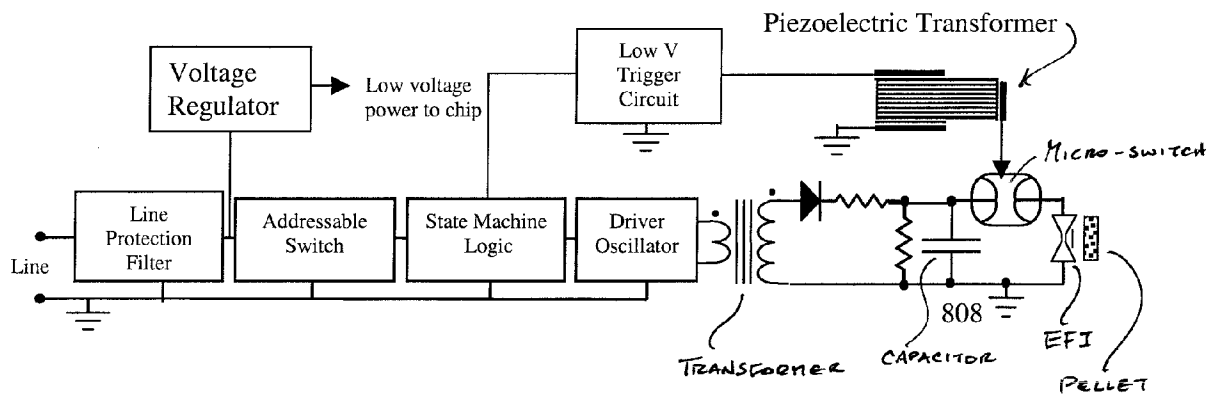 Piezoelectric Transformer
Voltage
Regulator
Low voltage
power to chip
Low V
Trigger
Circuit
MICRO-SWITCH
Line
Line
Protection
Filter
Addressable
Switch
State Machine
Logic
Driver
Oscillator
808
TRANSFORMER
CAPACITOR
EFI
PELLET